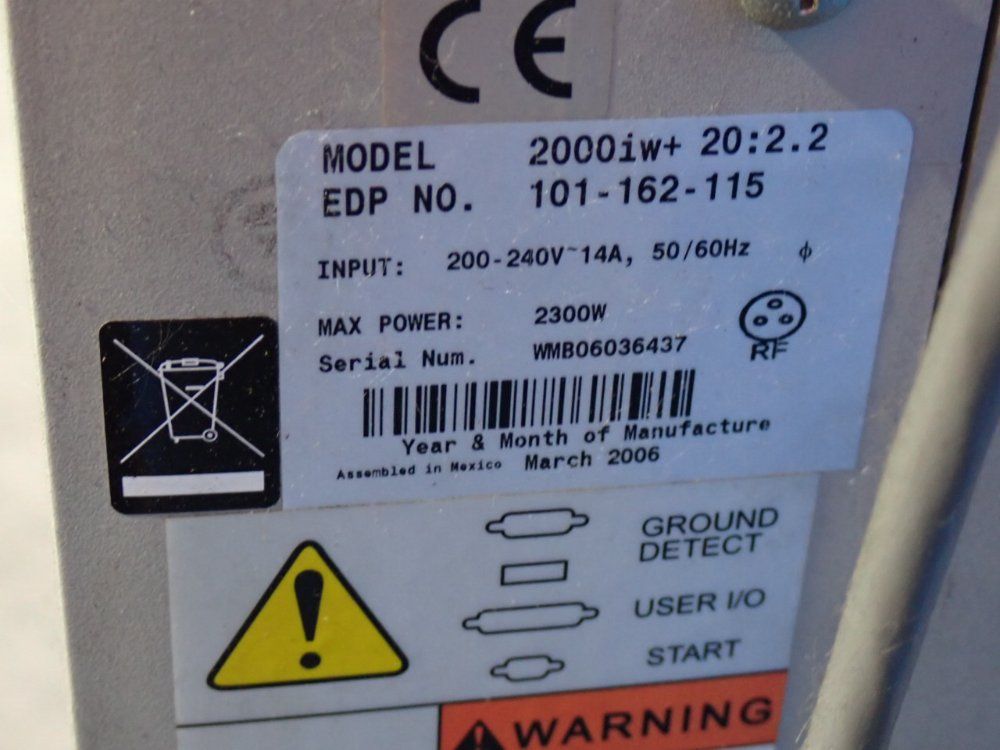 CE
MODEL 2000iw+ 20:2.2
EDP NO. 101-162-115
INPUT: 200-240V~14A, 50/60Hz ϕ
MAX POWER: 2300W
Serial Num. WMB06036437
RF
Year & Month of Manufacture
Assembled in Mexico March 2006
GROUND
DETECT
USER I/O
START
WARNING